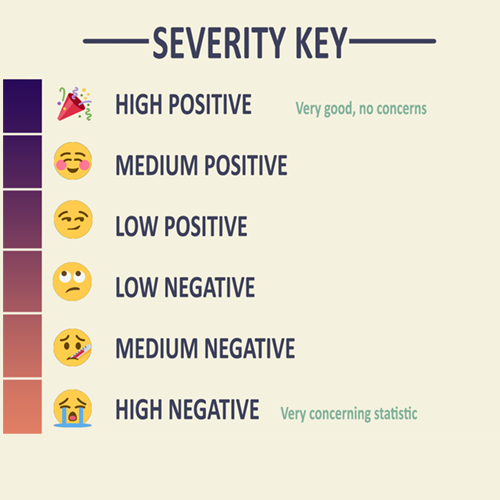 SEVERITY KEY
HIGH POSITIVE Very good, no concerns
MEDIUM POSITIVE
LOW POSITIVE
LOW NEGATIVE
MEDIUM NEGATIVE
HIGH NEGATIVE Very concerning statistic